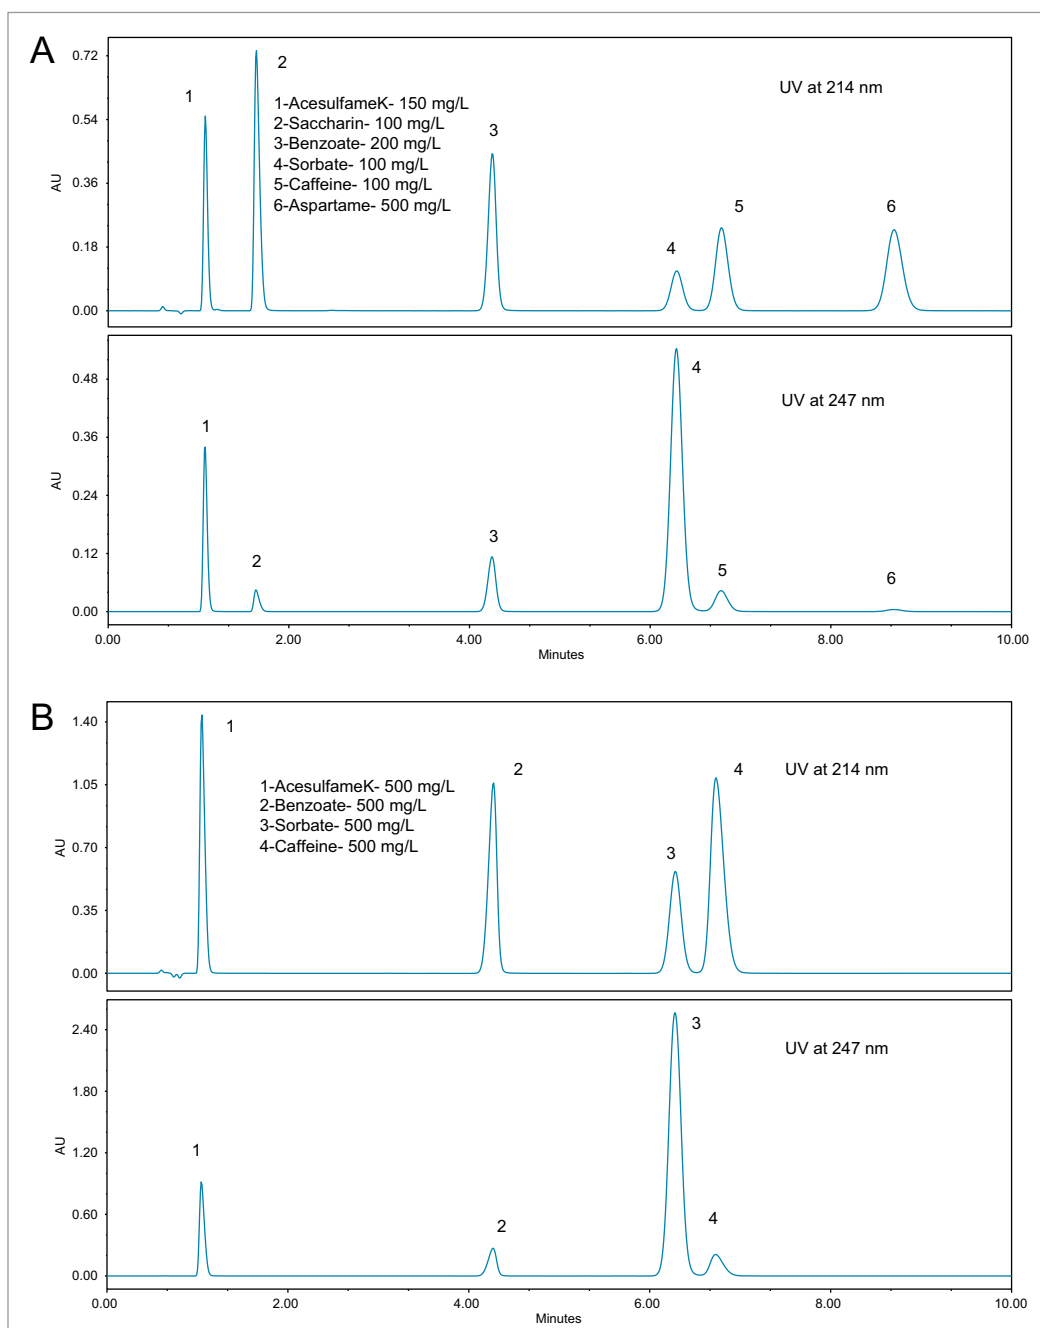 A
0.72
0.54
0.36
0.18
0.00
AU
1
2
3
4
5
6
UV at 214 nm
1-AcesulfameK- 150 mg/L
2-Saccharin- 100 mg/L
3-Benzoate- 200 mg/L
4-Sorbate- 100 mg/L
5-Caffeine- 100 mg/L
6-Aspartame- 500 mg/L
0.48
0.36
0.24
0.12
0.00
AU
1
2
3
4
5
6
UV at 247 nm
0.00 2.00 4.00 6.00 8.00 10.00
Minutes
B
1.40
1.05
0.70
0.35
0.00
AU
1
2
3
4
UV at 214 nm
1-AcesulfameK- 500 mg/L
2-Benzoate- 500 mg/L
3-Sorbate- 500 mg/L
4-Caffeine- 500 mg/L
2.40
1.80
1.20
0.60
0.00
AU
1
2
3
4
UV at 247 nm
0.00 2.00 4.00 6.00 8.00 10.00
Minutes